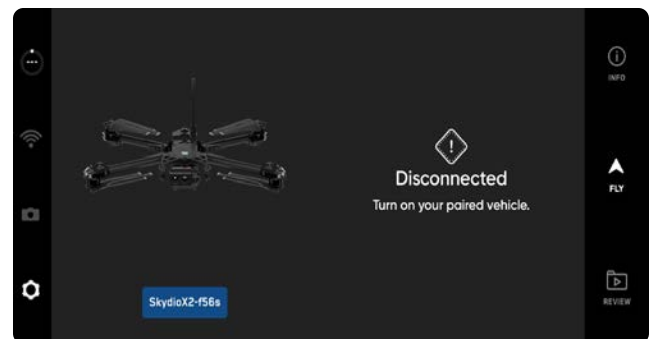 INFO
Disconnected
Turn on your paired vehicle.
FLY
SkydioX2-f56s
REVIEW